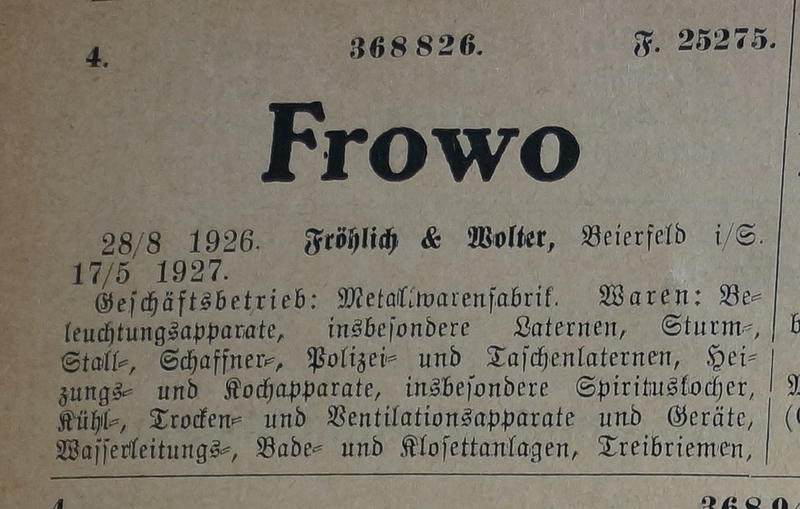 4. 368826. F. 25275.
Frowo
28/8 1926. Fröhlich & Wolter, Beierfeld i/S.
17/5 1927.
Geschäftsbetrieb: Metallwarenfabrik. Waren: Be⸗
leuchtungsapparate, insbesondere Laternen, Sturm⸗,
Stall⸗, Schaffner⸗, Polizei⸗ und Taschenlaternen, Hei⸗
zungs⸗ und Kochapparate, insbesondere Spirituskocher,
Kühl⸗, Trocken⸗ und Ventilationsapparate und Geräte,
Wasserleitungs⸗, Bade⸗ und Klosettanlagen, Treibriemen,